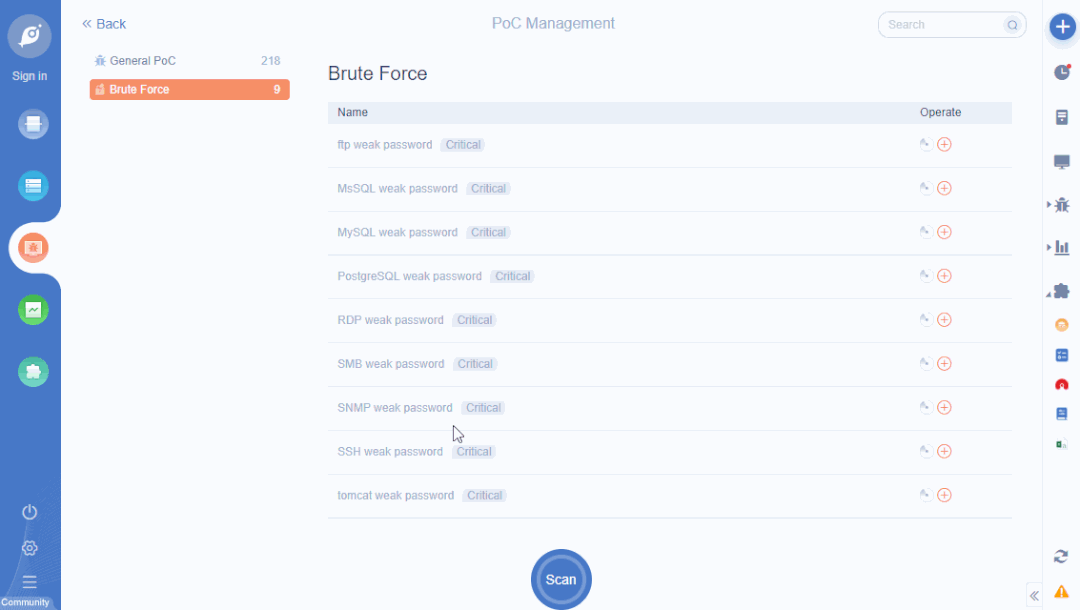 Back
PoC Management
Search
Sign in
General PoC 218
Brute Force 9
Brute Force
Name Operate
ftp weak password Critical
MsSQL weak password Critical
MySQL weak password Critical
PostgreSQL weak password Critical
RDP weak password Critical
SMB weak password Critical
SNMP weak password Critical
SSH weak password Critical
tomcat weak password Critical
Scan
Community